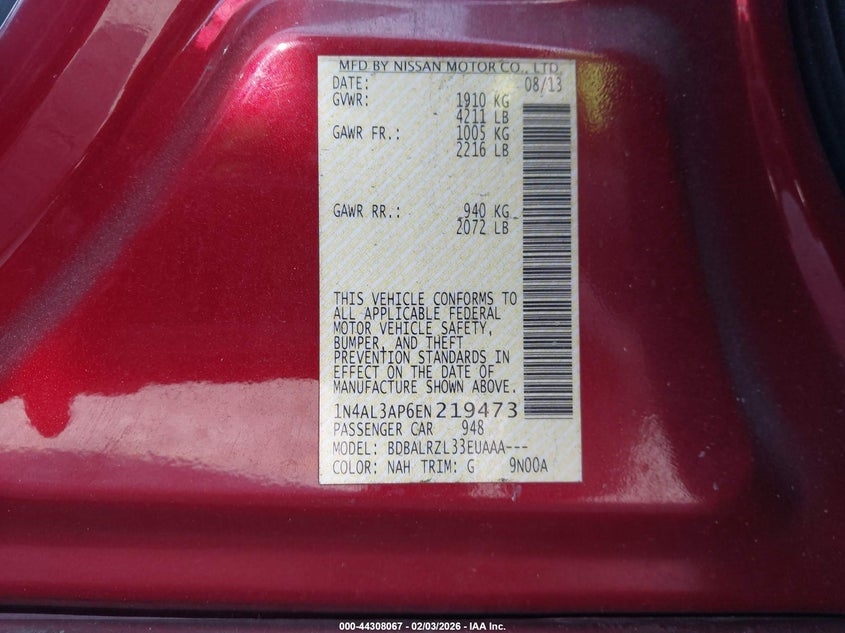 MFD BY NISSAN MOTOR CO., LTD.
DATE: 08/13
GVWR: 1910 KG
4211 LB
GAWR FR.: 1005 KG
2216 LB
GAWR RR.: 940 KG
2072 LB
THIS VEHICLE CONFORMS TO
ALL APPLICABLE FEDERAL
MOTOR VEHICLE SAFETY,
BUMPER, AND THEFT
PREVENTION STANDARDS IN
EFFECT ON THE DATE OF
MANUFACTURE SHOWN ABOVE.
1N4AL3AP6EN219473
PASSENGER CAR 948
MODEL: BDBALRZL33EUAAA---
COLOR: NAH TRIM: G 9N00A
000-44308067 - 02/03/2026 - IAA Inc.